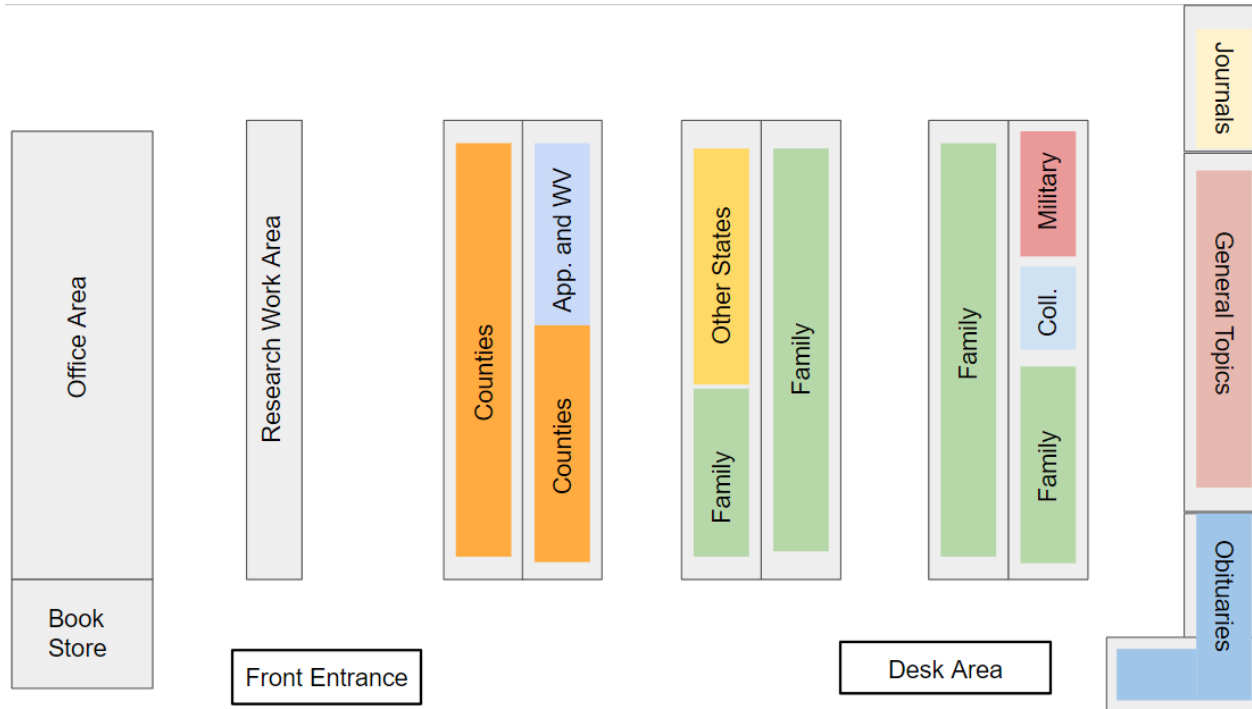 Office Area
Book
Store
Research Work Area
Front Entrance
Counties
App. and WV
Counties
Other States
Family
Family
Family
Military
Coll.
Family
Desk Area
Journals
General Topics
Obituaries